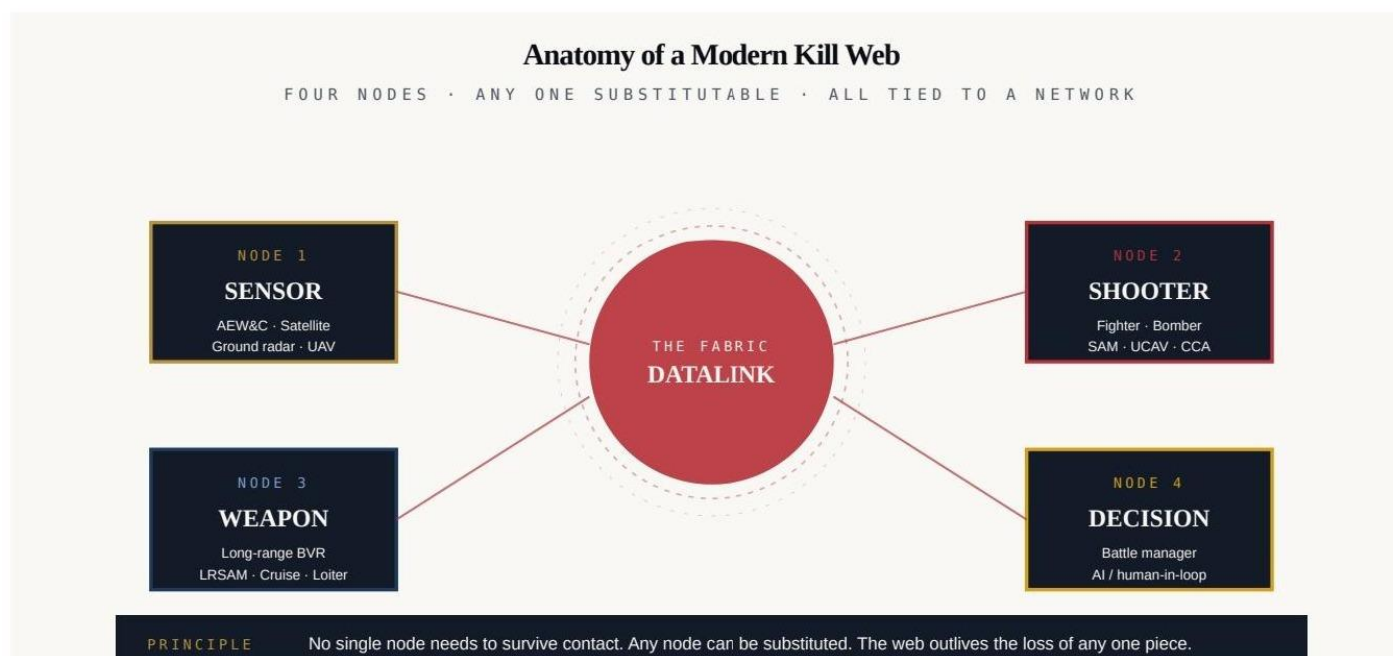 Anatomy of a Modern Kill Web
FOUR NODES · ANY ONE SUBSTITUTABLE · ALL TIED TO A NETWORK
NODE 1
SENSOR
AEW&C · Satellite
Ground radar · UAV
NODE 2
SHOOTER
Fighter · Bomber
SAM · UCAV · CCA
THE FABRIC
DATALINK
NODE 3
WEAPON
Long-range BVR
LRSAM · Cruise · Loiter
NODE 4
DECISION
Battle manager
AI / human-in-loop
PRINCIPLE No single node needs to survive contact. Any node can be substituted. The web outlives the loss of any one piece.